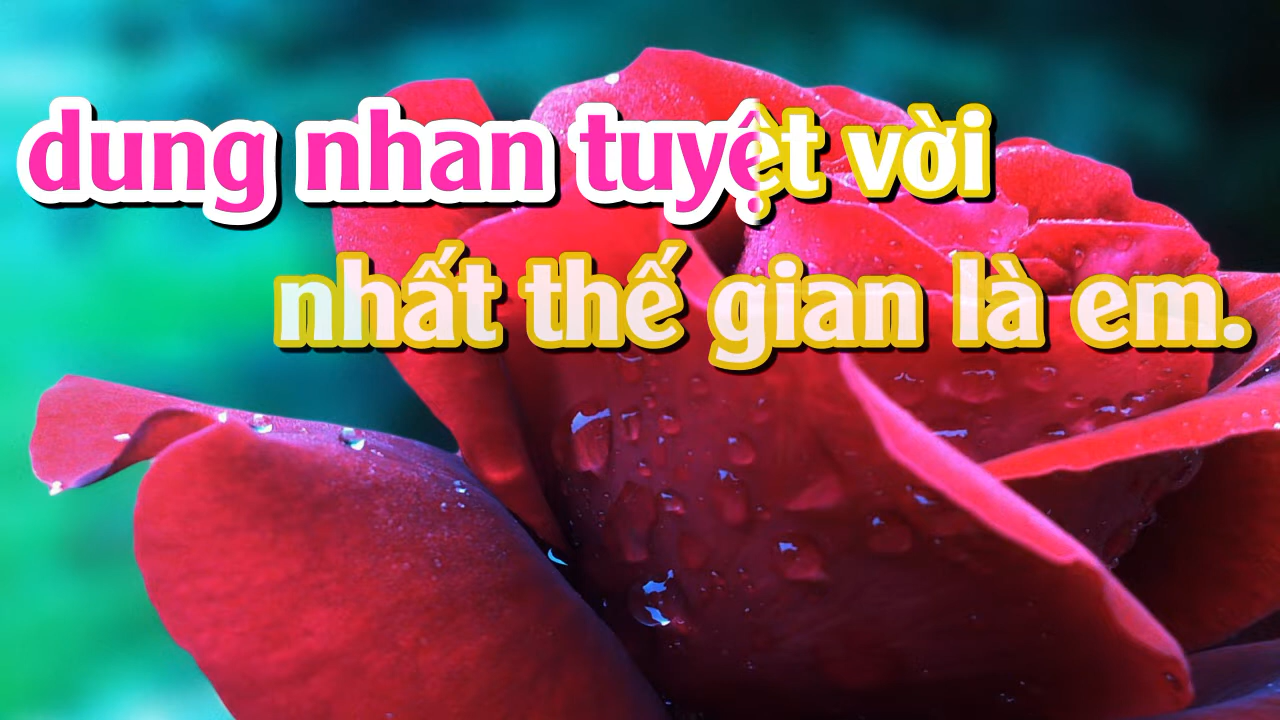 dung nhan tuyệt vời
nhất thế gian là em.